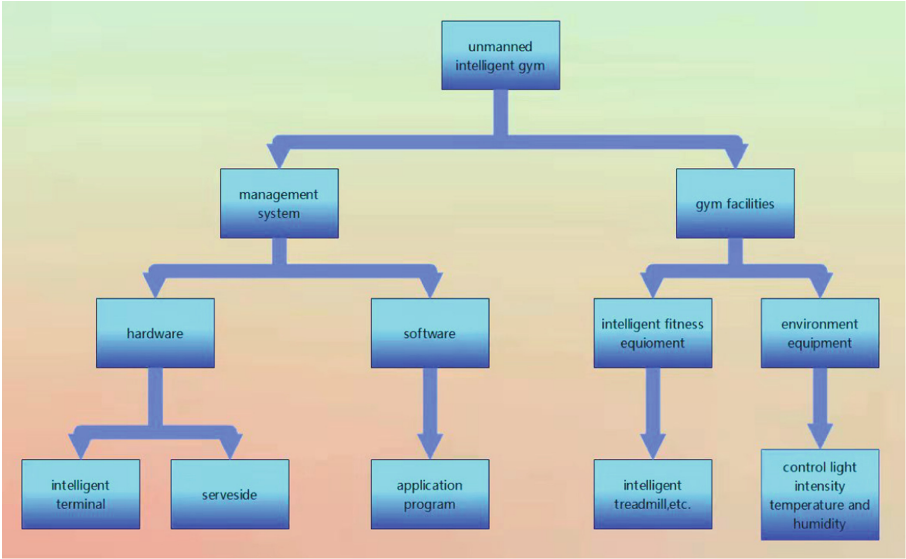 unmanned
intelligent gym
management
system
gym facilities
hardware
software
intelligent fitness
equioment
environment
equipment
intelligent
terminal
serveside
application
program
intelligent
treadmill,etc.
control light
intensity
temperature and
humidity